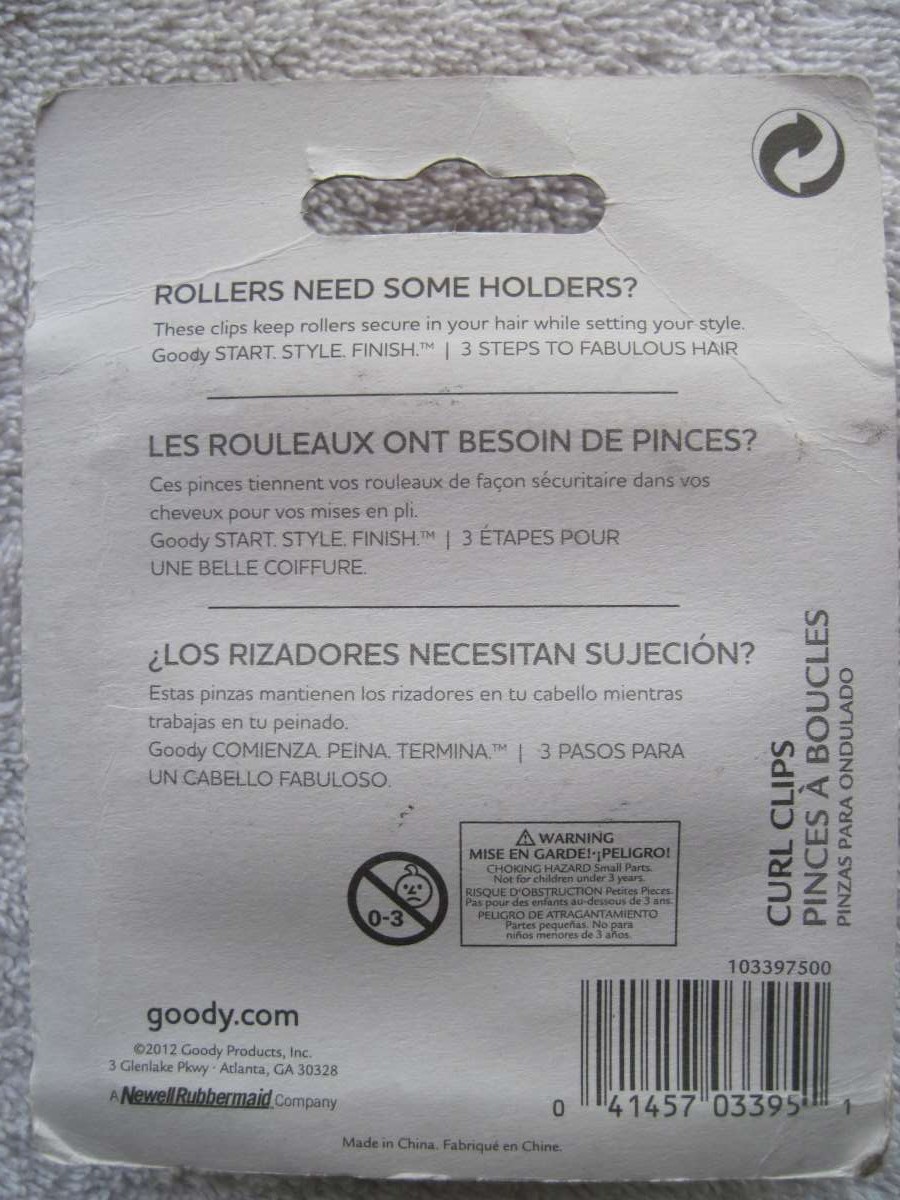 ROLLERS NEED SOME HOLDERS?
These clips keep rollers secure in your hair while setting your style.
Goody START. STYLE. FINISH.™ | 3 STEPS TO FABULOUS HAIR
LES ROULEAUX ONT BESOIN DE PINCES?
Ces pinces tiennent vos rouleaux de façon sécuritaire dans vos
cheveux pour vos mises en pli.
Goody START. STYLE. FINISH.™ | 3 ÉTAPES POUR
UNE BELLE COIFFURE.
¿LOS RIZADORES NECESITAN SUJECIÓN?
Estas pinzas mantienen los rizadores en tu cabello mientras
trabajas en tu peinado.
Goody COMIENZA. PEINA. TERMINA.™ | 3 PASOS PARA
UN CABELLO FABULOSO.
CURL CLIPS
PINCES À BOUCLES
PINZAS PARA ONDULADO
0-3
⚠ WARNING
MISE EN GARDE!·¡PELIGRO!
CHOKING HAZARD Small Parts.
Not for children under 3 years.
RISQUE D'OBSTRUCTION Petites Pieces.
Pas pour des enfants au-dessous de 3 ans.
PELIGRO DE ATRAGANTAMIENTO
Partes pequeñas. No para
niños menores de 3 años.
103397500
0 41457 03395 1
goody.com
©2012 Goody Products, Inc.
3 Glenlake Pkwy · Atlanta, GA 30328
A NewellRubbermaid Company
Made in China. Fabriqué en Chine.